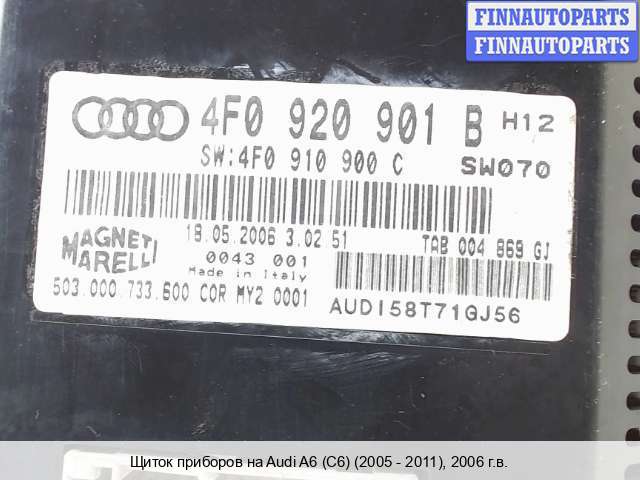 FINNAUTOPARTS
FINNAUTOPARTS
4F0 920 901 B H12
SW:4F0 910 900 C SW070
18.05.2006 3.02 51 TAB 004 869 GJ
MAGNETI MARELLI
0043 001
Made in Italy
503.000.733.600 COR MY2 0001
AUDI58T71GJ56
Щиток приборов на Audi A6 (C6) (2005 - 2011), 2006 г.в.